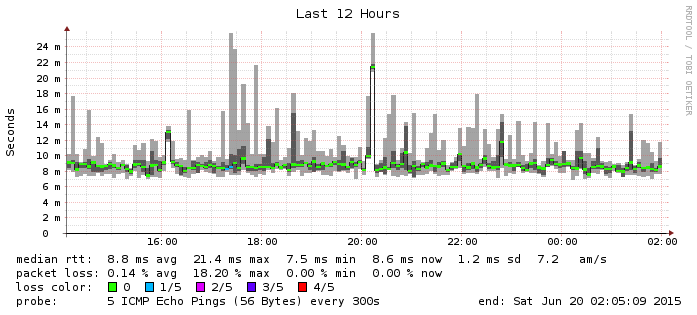 Last 12 Hours
RRDTOOL / TOBI OETIKER
Seconds
24 m
22 m
20 m
18 m
16 m
14 m
12 m
10 m
8 m
6 m
4 m
2 m
0
16:00 18:00 20:00 22:00 00:00 02:00
median rtt: 8.8 ms avg 21.4 ms max 7.5 ms min 8.6 ms now 1.2 ms sd 7.2 am/s
packet loss: 0.14 % avg 18.20 % max 0.00 % min 0.00 % now
loss color: 0 1/5 2/5 3/5 4/5
probe: 5 ICMP Echo Pings (56 Bytes) every 300s end: Sat Jun 20 02:05:09 2015